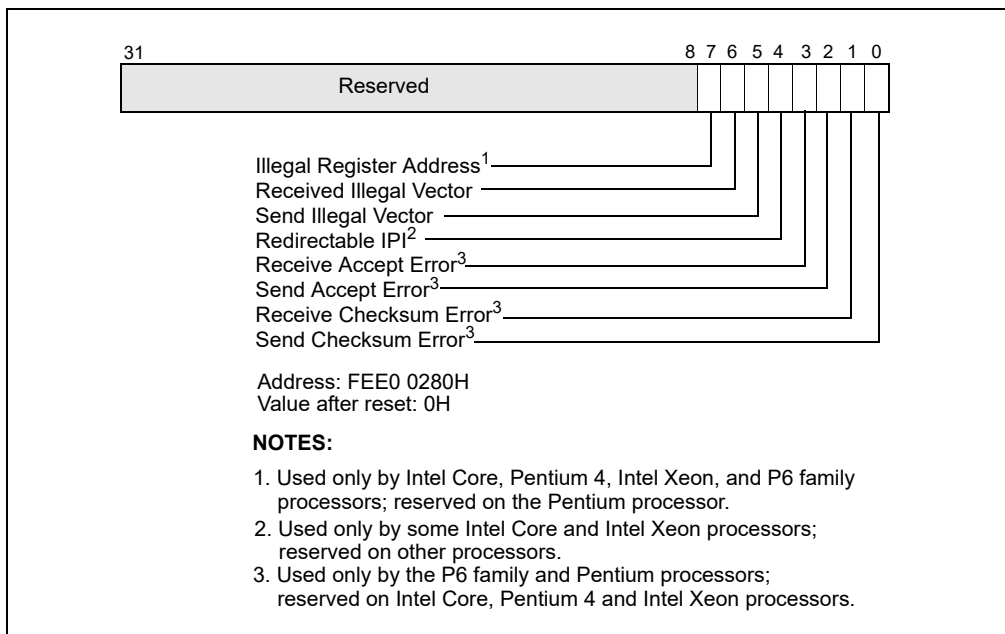 31 8 7 6 5 4 3 2 1 0
Reserved
Illegal Register Address¹
Received Illegal Vector
Send Illegal Vector
Redirectable IPI²
Receive Accept Error³
Send Accept Error³
Receive Checksum Error³
Send Checksum Error³
Address: FEE0 0280H
Value after reset: 0H
NOTES:
1. Used only by Intel Core, Pentium 4, Intel Xeon, and P6 family
processors; reserved on the Pentium processor.
2. Used only by some Intel Core and Intel Xeon processors;
reserved on other processors.
3. Used only by the P6 family and Pentium processors;
reserved on Intel Core, Pentium 4 and Intel Xeon processors.